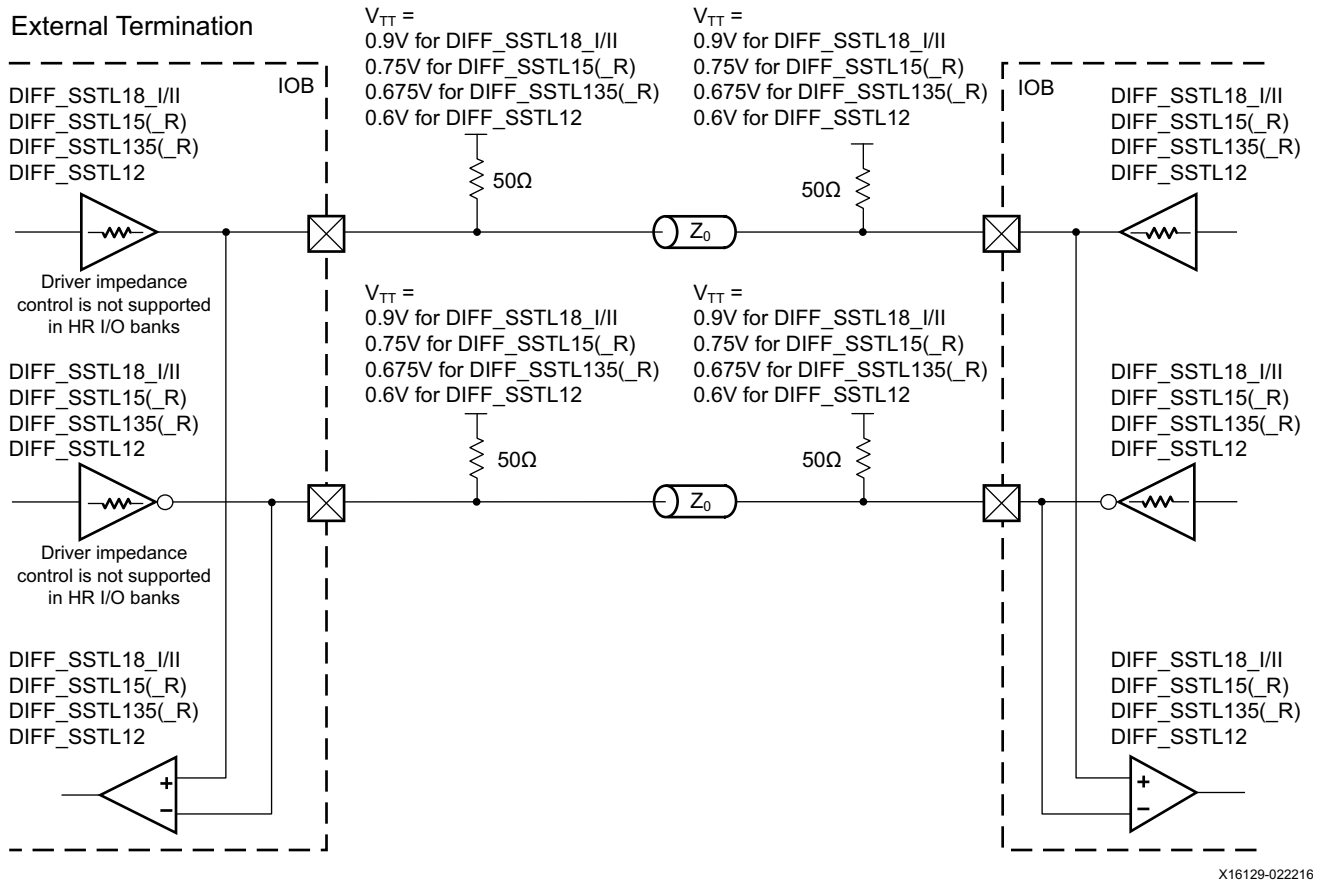 External Termination
V_TT =
0.9V for DIFF_SSTL18_I/II
0.75V for DIFF_SSTL15(_R)
0.675V for DIFF_SSTL135(_R)
0.6V for DIFF_SSTL12
V_TT =
0.9V for DIFF_SSTL18_I/II
0.75V for DIFF_SSTL15(_R)
0.675V for DIFF_SSTL135(_R)
0.6V for DIFF_SSTL12
IOB
IOB
DIFF_SSTL18_I/II
DIFF_SSTL15(_R)
DIFF_SSTL135(_R)
DIFF_SSTL12
DIFF_SSTL18_I/II
DIFF_SSTL15(_R)
DIFF_SSTL135(_R)
DIFF_SSTL12
50Ω
50Ω
Z₀
Driver impedance
control is not supported
in HR I/O banks
V_TT =
0.9V for DIFF_SSTL18_I/II
0.75V for DIFF_SSTL15(_R)
0.675V for DIFF_SSTL135(_R)
0.6V for DIFF_SSTL12
V_TT =
0.9V for DIFF_SSTL18_I/II
0.75V for DIFF_SSTL15(_R)
0.675V for DIFF_SSTL135(_R)
0.6V for DIFF_SSTL12
DIFF_SSTL18_I/II
DIFF_SSTL15(_R)
DIFF_SSTL135(_R)
DIFF_SSTL12
DIFF_SSTL18_I/II
DIFF_SSTL15(_R)
DIFF_SSTL135(_R)
DIFF_SSTL12
50Ω
50Ω
Z₀
Driver impedance
control is not supported
in HR I/O banks
DIFF_SSTL18_I/II
DIFF_SSTL15(_R)
DIFF_SSTL135(_R)
DIFF_SSTL12
DIFF_SSTL18_I/II
DIFF_SSTL15(_R)
DIFF_SSTL135(_R)
DIFF_SSTL12
+
−
+
−
X16129-022216